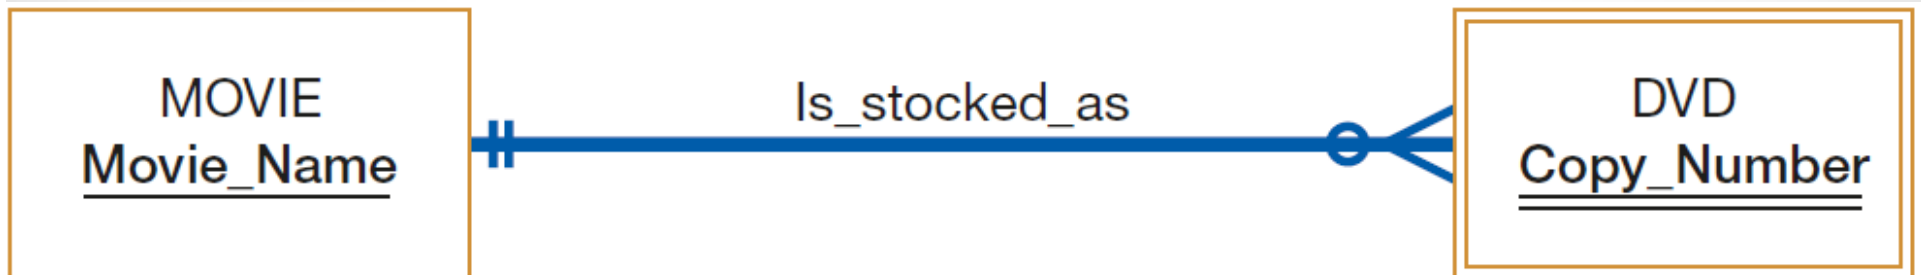 MOVIE
Movie_Name
Is_stocked_as
DVD
Copy_Number